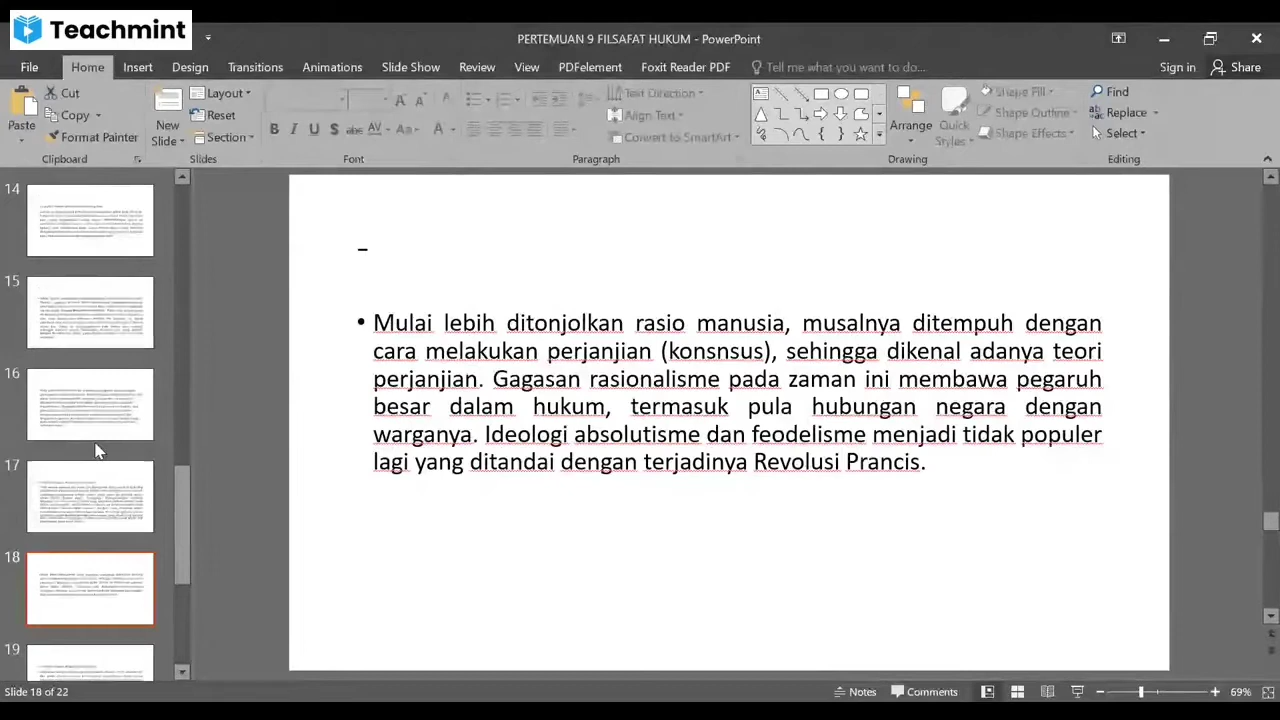 Teachmint
PERTEMUAN 9 FILSAFAT HUKUM - PowerPoint
File Home Insert Design Transitions Animations Slide Show Review View PDFelement Foxit Reader PDF Tell me what you want to do... Sign in Share
Paste
Cut
Copy
Format Painter
Clipboard
New
Slide
Layout
Reset
Section
Slides
B I U S abc AV Aa A
Font
Text Direction
Align Text
Convert to SmartArt
Paragraph
Arrange
Quick
Styles
Shape Fill
Shape Outline
Shape Effects
Drawing
Find
Replace
Select
Editing
14
15
16
17
18
19
–
• Mulai lebih ditonjolkan rasio manusia. ditempuh dengan
cara melakukan perjanjian (konsnsus), sehingga dikenal adanya teori
perjanjian. Gagasan rasionalisme pada zaman ini membawa pegaruh
besar dalam hukum, termasuk hubungan negara dengan
warganya. Ideologi absolutisme dan feodelisme menjadi tidak populer
lagi yang ditandai dengan terjadinya Revolusi Prancis.
Slide 18 of 22
Notes Comments 69%